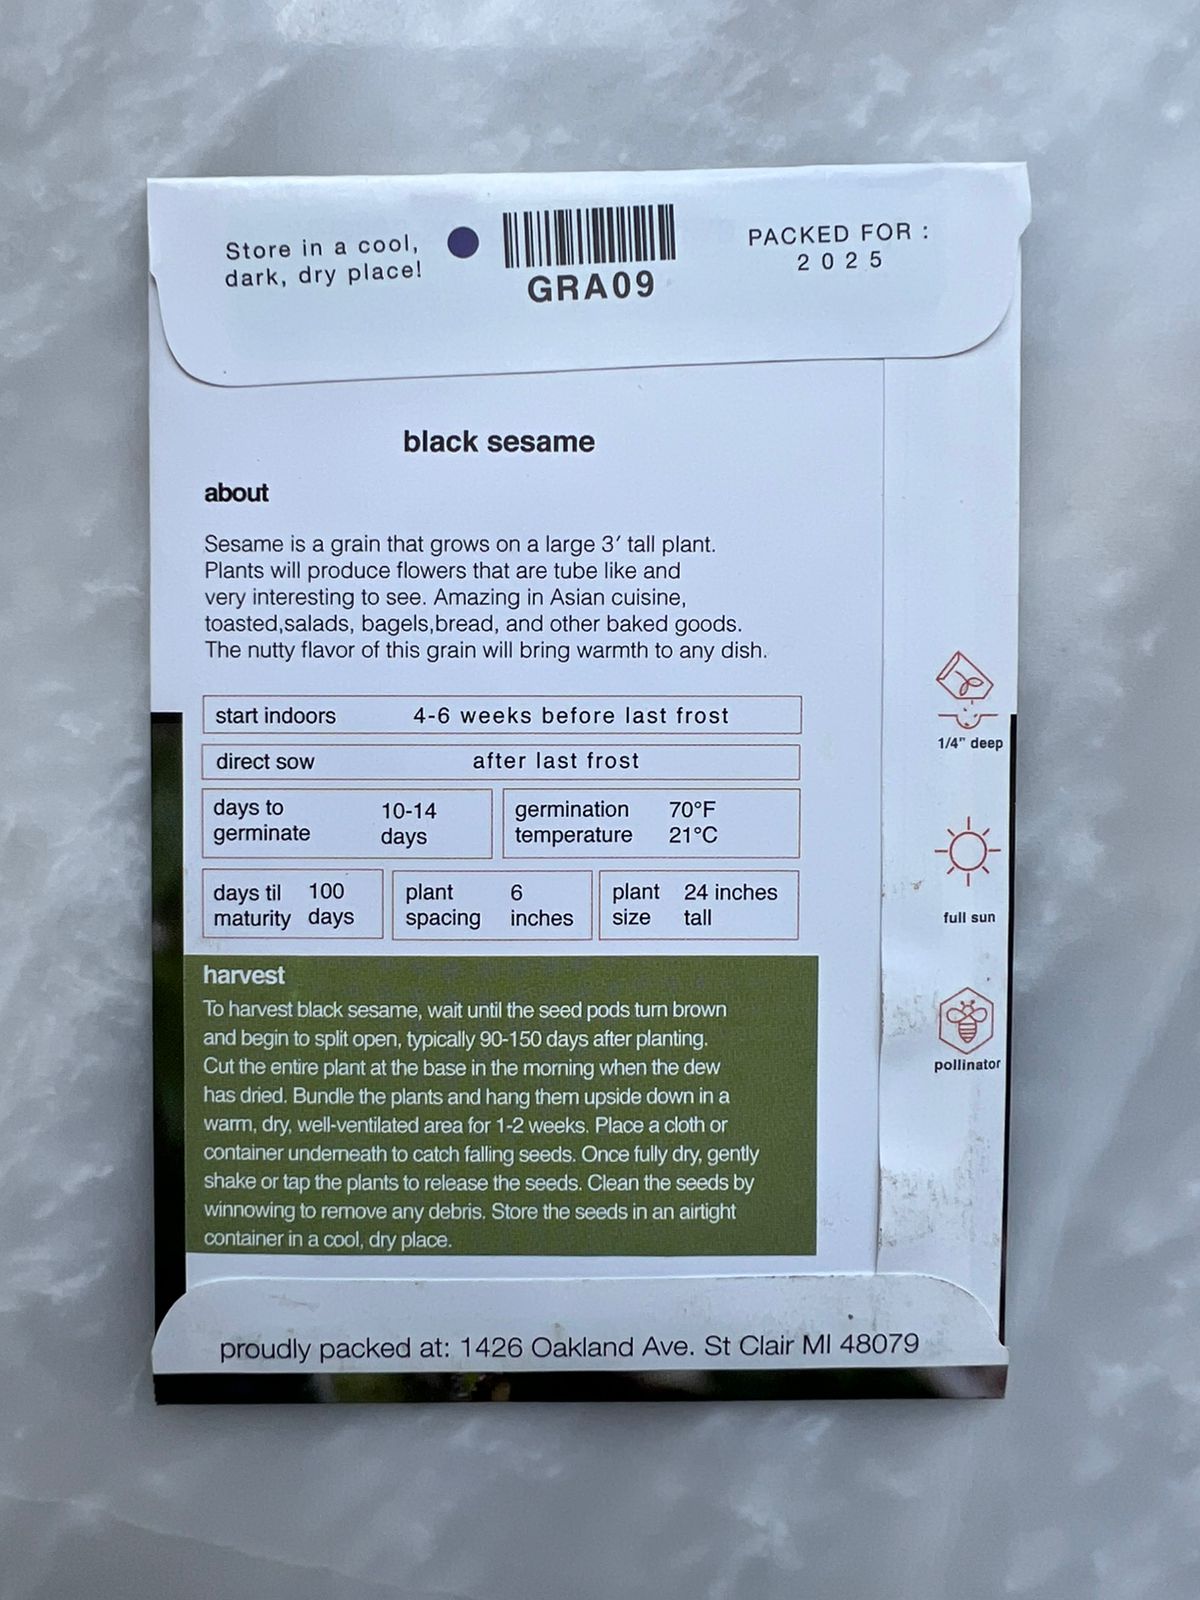 Store in a cool,
dark, dry place!
GRA09
PACKED FOR :
2025
black sesame
about
Sesame is a grain that grows on a large 3′ tall plant.
Plants will produce flowers that are tube like and
very interesting to see. Amazing in Asian cuisine,
toasted,salads, bagels,bread, and other baked goods.
The nutty flavor of this grain will bring warmth to any dish.
start indoors 4-6 weeks before last frost
direct sow after last frost
days to germinate 10-14 days
germination temperature 70°F 21°C
days til maturity 100 days
plant spacing 6 inches
plant size 24 inches tall
1/4" deep
full sun
pollinator
harvest
To harvest black sesame, wait until the seed pods turn brown
and begin to split open, typically 90-150 days after planting.
Cut the entire plant at the base in the morning when the dew
has dried. Bundle the plants and hang them upside down in a
warm, dry, well-ventilated area for 1-2 weeks. Place a cloth or
container underneath to catch falling seeds. Once fully dry, gently
shake or tap the plants to release the seeds. Clean the seeds by
winnowing to remove any debris. Store the seeds in an airtight
container in a cool, dry place.
proudly packed at: 1426 Oakland Ave. St Clair MI 48079